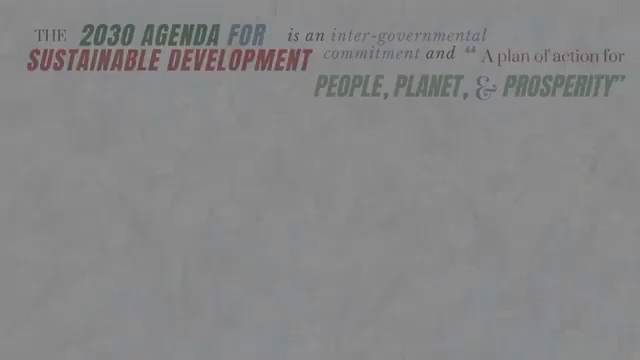 THE 2030 AGENDA FOR
SUSTAINABLE DEVELOPMENT
is an inter-governmental
commitment and “A plan of action for
PEOPLE, PLANET, & PROSPERITY”